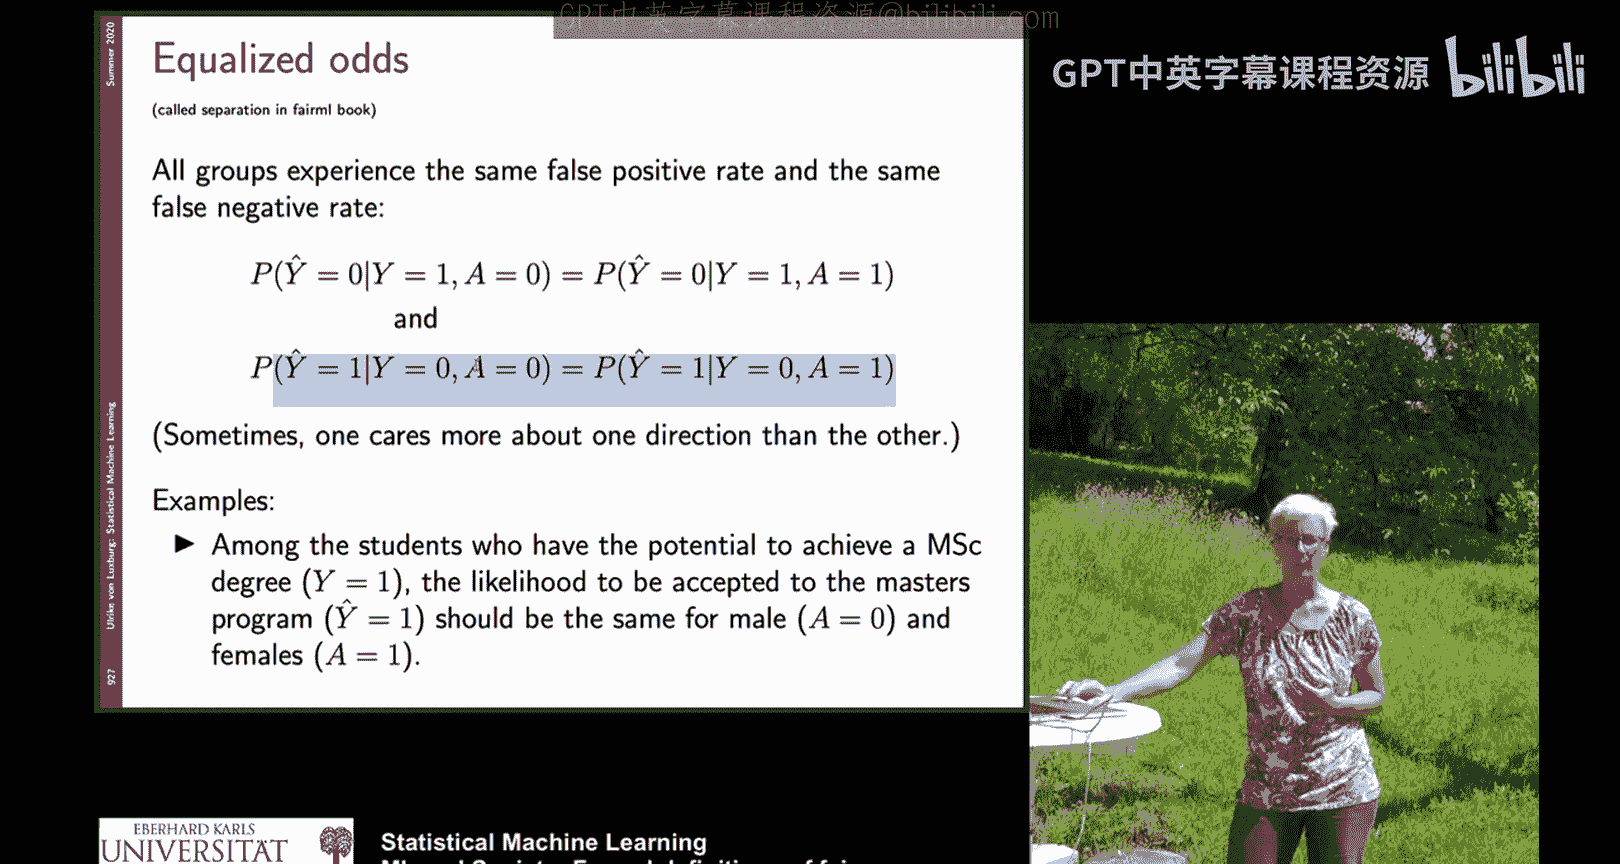 GPT中英字幕课程资源@bilibili.com
GPT中英字幕课程资源 bilibili
Summer 2020
Equalized odds
(called separation in fairml book)
All groups experience the same false positive rate and the same
false negative rate:
P(Ŷ = 0|Y = 1, A = 0) = P(Ŷ = 0|Y = 1, A = 1)
and
P(Ŷ = 1|Y = 0, A = 0) = P(Ŷ = 1|Y = 0, A = 1)
(Sometimes, one cares more about one direction than the other.)
Examples:
▶ Among the students who have the potential to achieve a MSc
degree (Y = 1), the likelihood to be accepted to the masters
program (Ŷ = 1) should be the same for male (A = 0) and
females (A = 1).
Ulrike von Luxburg: Statistical Machine Learning
927
EBERHARD KARLS
UNIVERSITÄT
Statistical Machine Learning